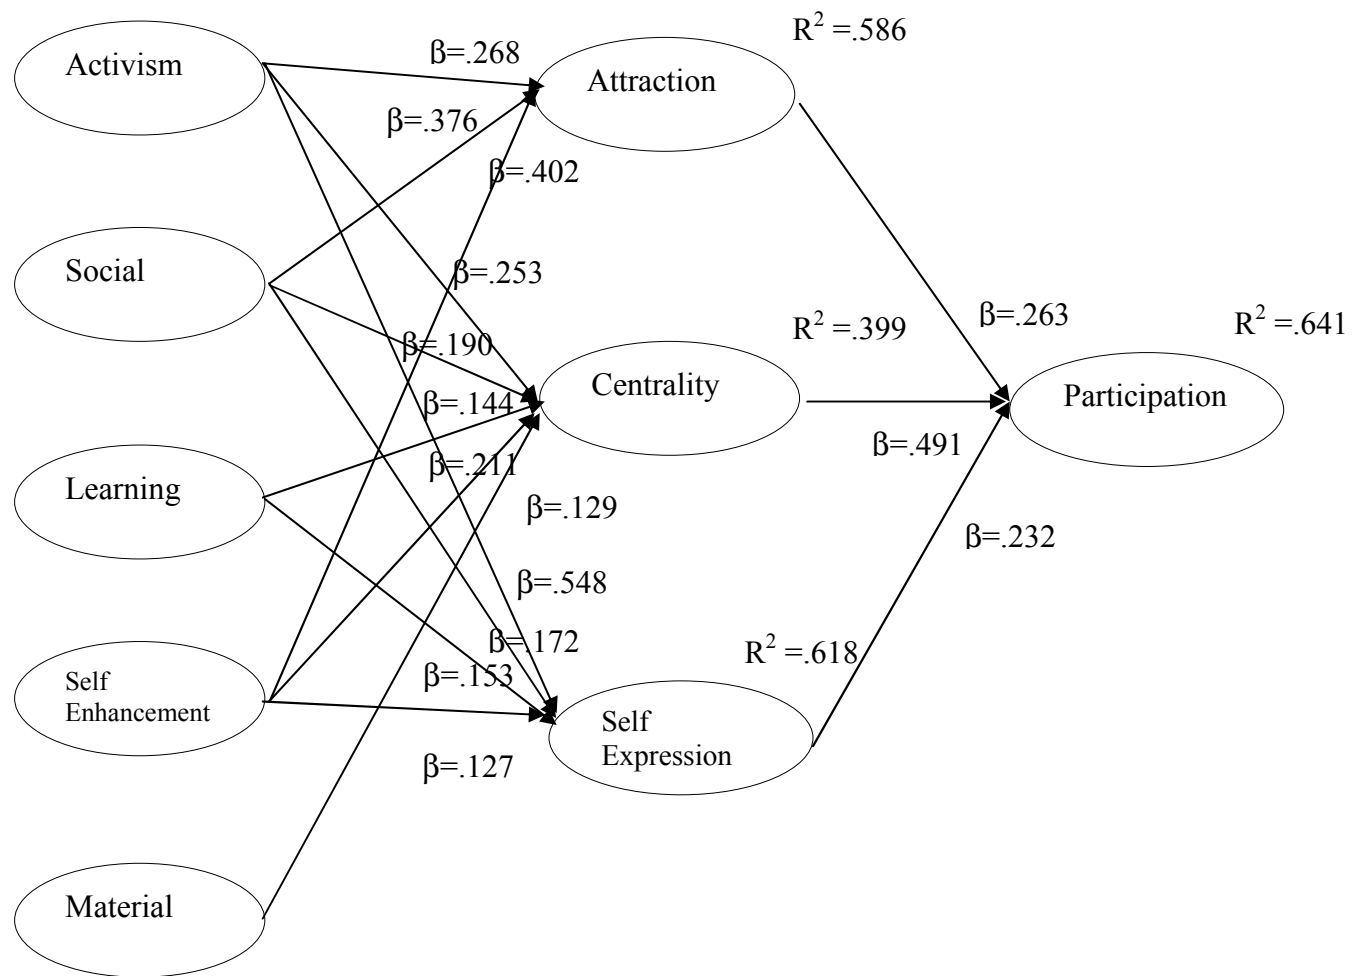 R² =.586
Activism
β=.268
Attraction
β=.376
β=.402
Social
β=.253
R² =.399
β=.263
R² =.641
β=.190
Centrality
Participation
β=.144
β=.491
β=.211
Learning
β=.129
β=.232
β=.548
β=.172
R² =.618
β=.153
Self
Enhancement
Self
Expression
β=.127
Material